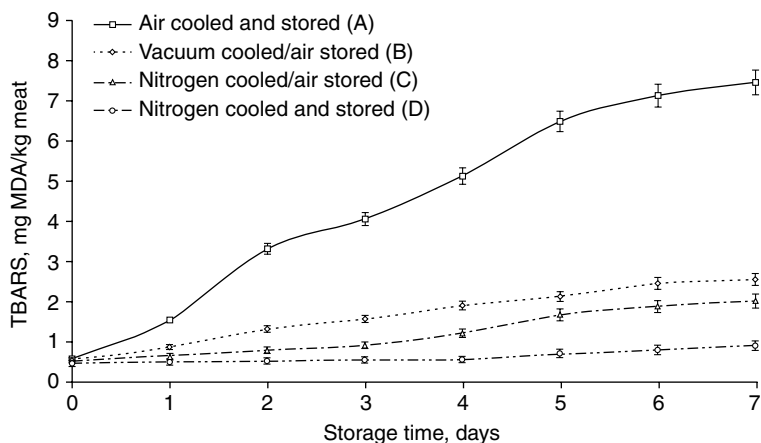 Air cooled and stored (A)
Vacuum cooled/air stored (B)
Nitrogen cooled/air stored (C)
Nitrogen cooled and stored (D)
TBARS, mg MDA/kg meat
9
8
7
6
5
4
3
2
1
0
0 1 2 3 4 5 6 7
Storage time, days